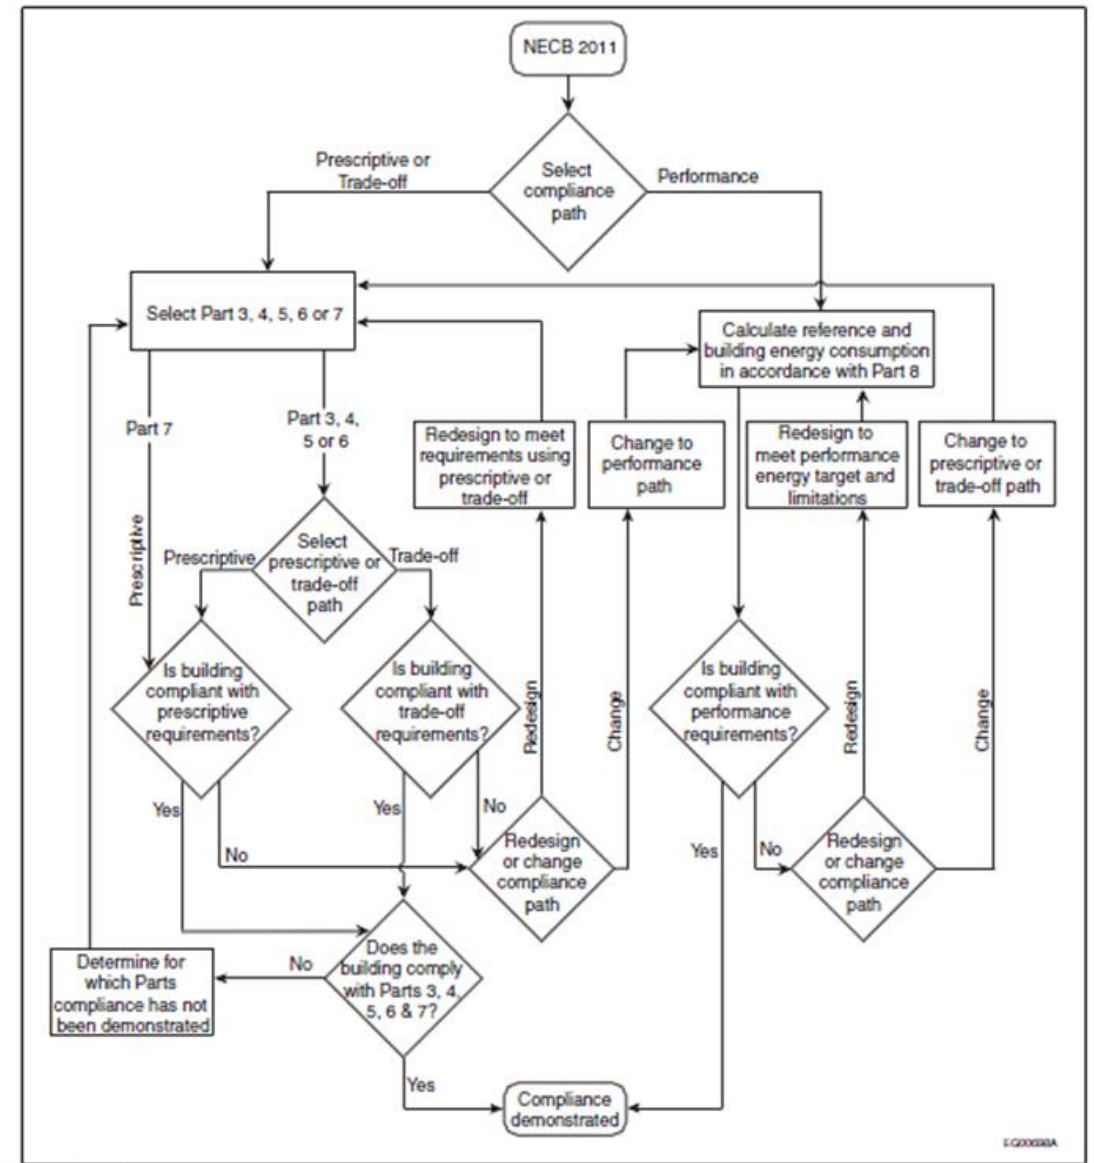 NECB 2011
Select
compliance
path
Prescriptive or
Trade-off
Performance
Select Part 3, 4, 5, 6 or 7
Calculate reference and
building energy consumption
in accordance with Part 8
Part 7
Part 3, 4,
5 or 6
Redesign to meet
requirements using
prescriptive or
trade-off
Change to
performance
path
Redesign to
meet performance
energy target and
limitations
Change to
prescriptive or
trade-off path
Prescriptive
Prescriptive
Select
prescriptive or
trade-off
path
Trade-off
Is building
compliant with
prescriptive
requirements?
Is building
compliant with
trade-off
requirements?
Redesign
Change
Is building
compliant with
performance
requirements?
Redesign
Change
Yes
No
Yes
No
Redesign
or change
compliance
path
Yes
No
Redesign
or change
compliance
path
Does the
building comply
with Parts 3, 4,
5, 6 & 7?
No
Determine for
which Parts
compliance has not
been demonstrated
Yes
Compliance
demonstrated